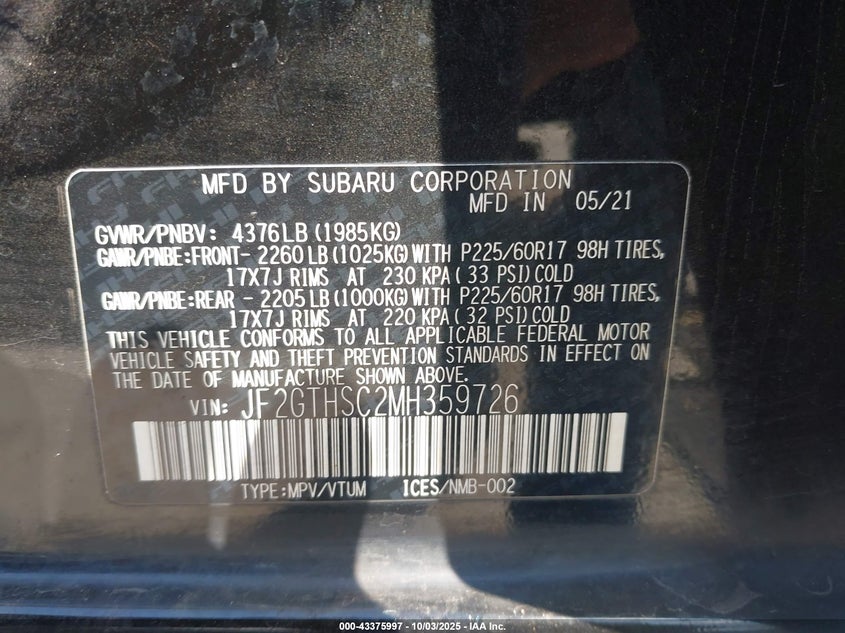 MFD BY SUBARU CORPORATION
MFD IN 05/21
GVWR/PNBV: 4376LB (1985KG)
GAWR/PNBE:FRONT- 2260LB (1025KG) WITH P225/60R17 98H TIRES,
17X7J RIMS AT 230 KPA( 33 PSI) COLD
GAWR/PNBE:REAR - 2205LB (1000KG) WITH P225/60R17 98H TIRES,
17X7J RIMS AT 220 KPA( 32 PSI) COLD
THIS VEHICLE CONFORMS TO ALL APPLICABLE FEDERAL MOTOR
VEHICLE SAFETY AND THEFT PREVENTION STANDARDS IN EFFECT ON
THE DATE OF MANUFACTURE SHOWN ABOVE.
VIN: JF2GTHSC2MH359726
TYPE:MPV/VTUM ICES/NMB-002
000-43375997 - 10/03/2025 - IAA Inc.